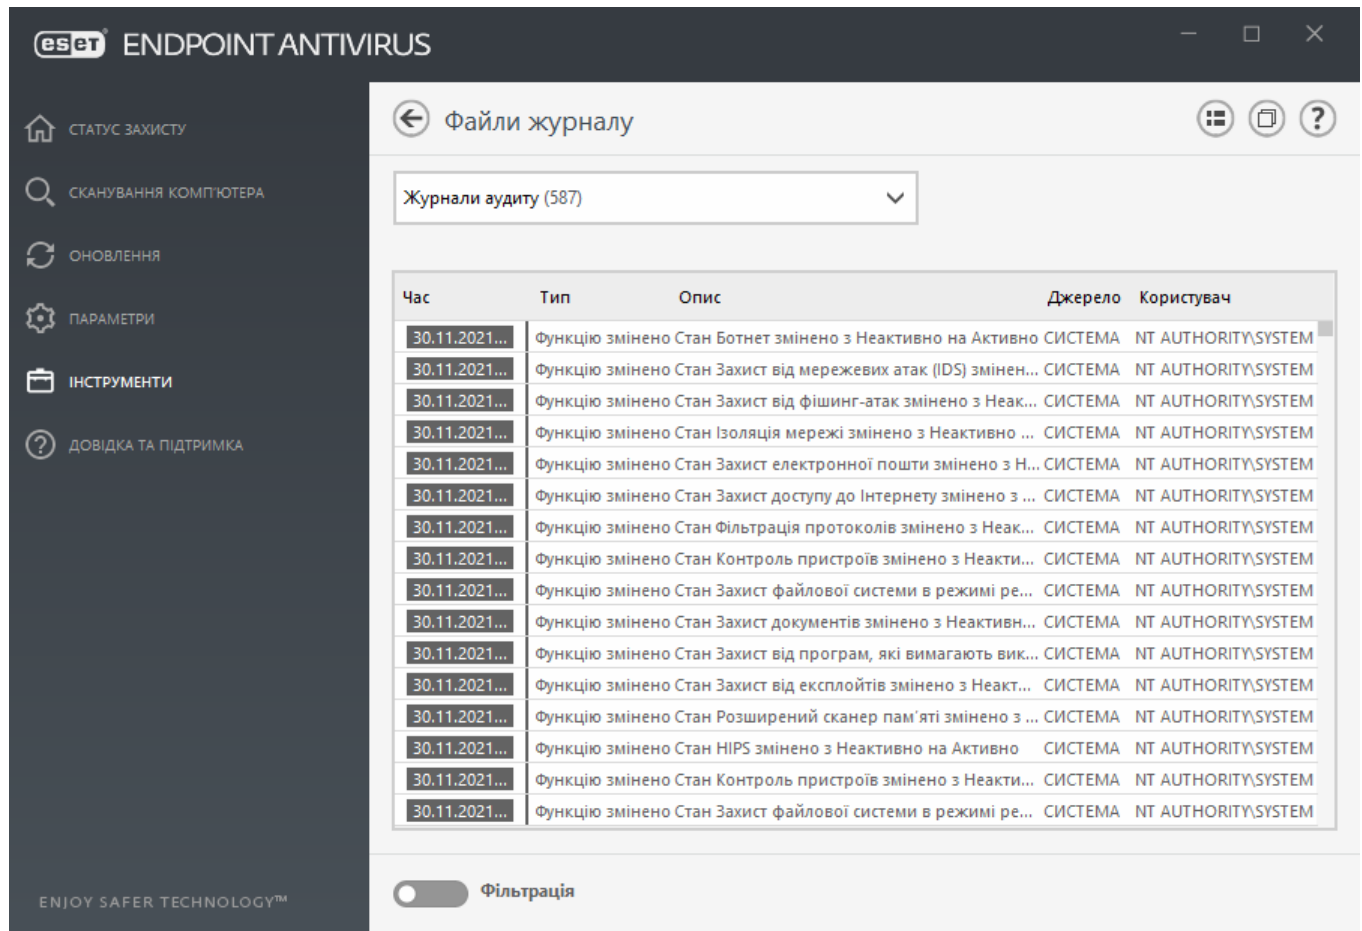 eset ENDPOINT ANTIVIRUS
СТАТУС ЗАХИСТУ
СКАНУВАННЯ КОМП'ЮТЕРА
ОНОВЛЕННЯ
ПАРАМЕТРИ
ІНСТРУМЕНТИ
ДОВІДКА ТА ПІДТРИМКА
ENJOY SAFER TECHNOLOGY™
Файли журналу
Журнали аудиту (587)
Час Тип Опис Джерело Користувач
30.11.2021... Функцію змінено Стан Ботнет змінено з Неактивно на Активно СИСТЕМА NT AUTHORITY\SYSTEM
30.11.2021... Функцію змінено Стан Захист від мережевих атак (IDS) змінен... СИСТЕМА NT AUTHORITY\SYSTEM
30.11.2021... Функцію змінено Стан Захист від фішинг-атак змінено з Неак... СИСТЕМА NT AUTHORITY\SYSTEM
30.11.2021... Функцію змінено Стан Ізоляція мережі змінено з Неактивно ... СИСТЕМА NT AUTHORITY\SYSTEM
30.11.2021... Функцію змінено Стан Захист електронної пошти змінено з Н... СИСТЕМА NT AUTHORITY\SYSTEM
30.11.2021... Функцію змінено Стан Захист доступу до Інтернету змінено з ... СИСТЕМА NT AUTHORITY\SYSTEM
30.11.2021... Функцію змінено Стан Фільтрація протоколів змінено з Неак... СИСТЕМА NT AUTHORITY\SYSTEM
30.11.2021... Функцію змінено Стан Контроль пристроїв змінено з Неакти... СИСТЕМА NT AUTHORITY\SYSTEM
30.11.2021... Функцію змінено Стан Захист файлової системи в режимі ре... СИСТЕМА NT AUTHORITY\SYSTEM
30.11.2021... Функцію змінено Стан Захист документів змінено з Неактивн... СИСТЕМА NT AUTHORITY\SYSTEM
30.11.2021... Функцію змінено Стан Захист від програм, які вимагають вик... СИСТЕМА NT AUTHORITY\SYSTEM
30.11.2021... Функцію змінено Стан Захист від експлойтів змінено з Неакт... СИСТЕМА NT AUTHORITY\SYSTEM
30.11.2021... Функцію змінено Стан Розширений сканер пам'яті змінено з ... СИСТЕМА NT AUTHORITY\SYSTEM
30.11.2021... Функцію змінено Стан HIPS змінено з Неактивно на Активно СИСТЕМА NT AUTHORITY\SYSTEM
30.11.2021... Функцію змінено Стан Контроль пристроїв змінено з Неакти... СИСТЕМА NT AUTHORITY\SYSTEM
30.11.2021... Функцію змінено Стан Захист файлової системи в режимі ре... СИСТЕМА NT AUTHORITY\SYSTEM
Фільтрація